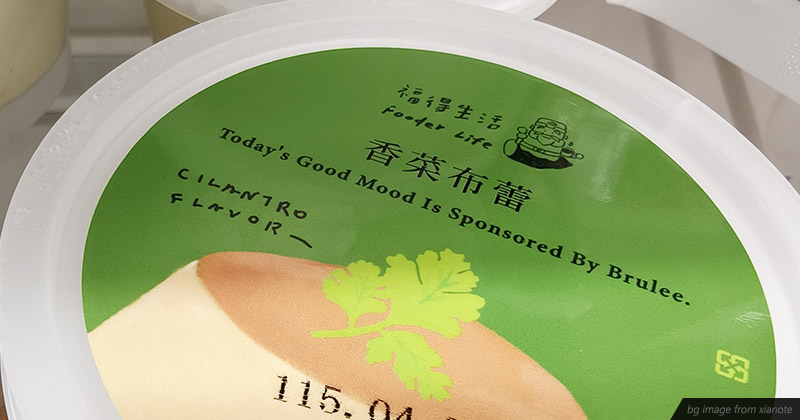 福得生活
Fooder Life
香菜布蕾
Today's Good Mood Is Sponsored By Brulee.
CILANTRO
FLAVOR
115.04.
bg image from xianote